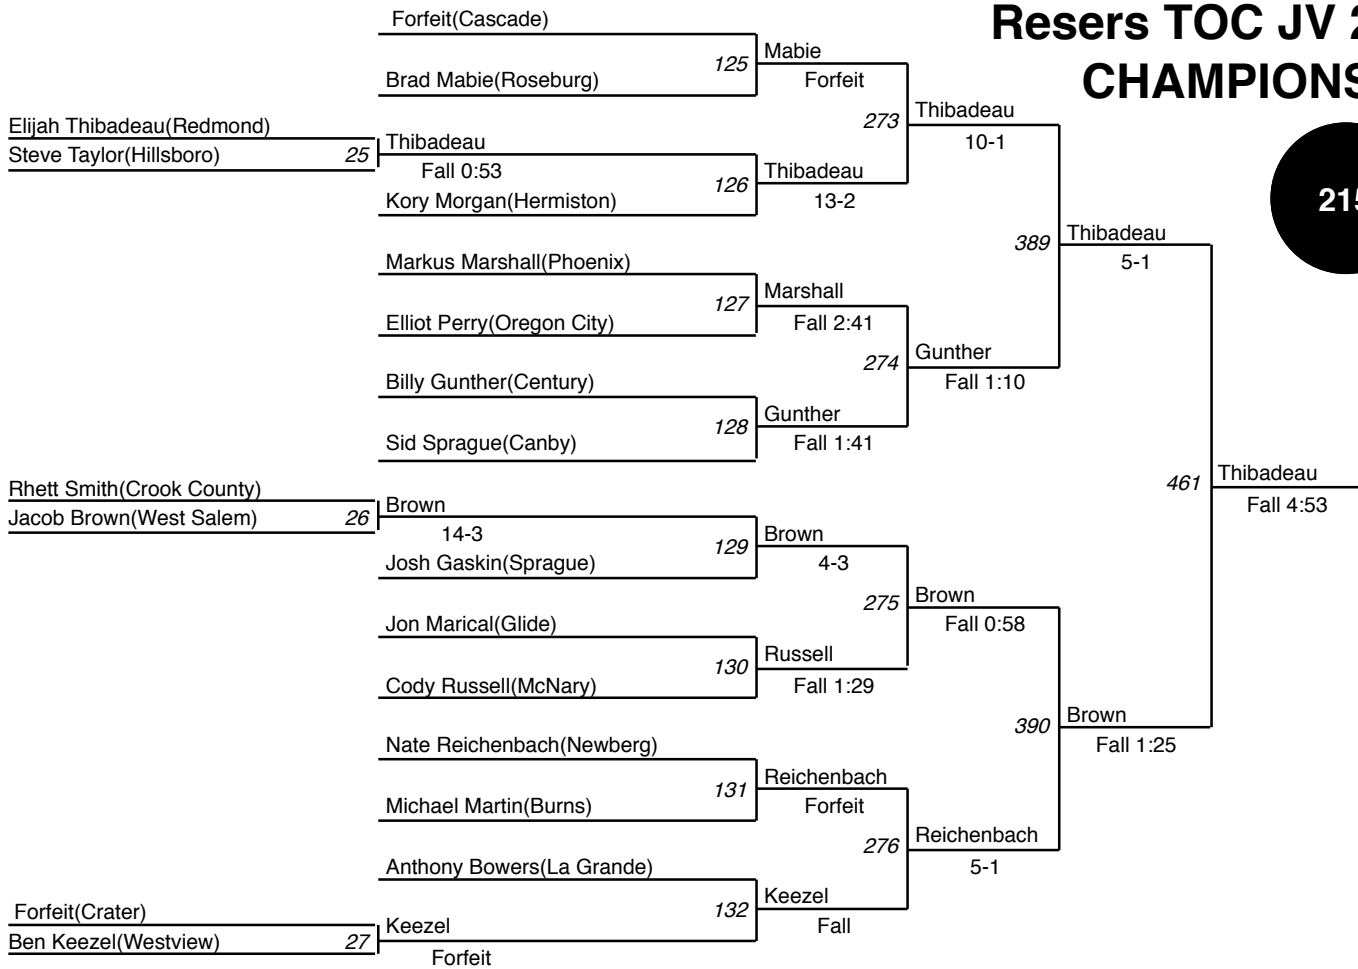 Resers TOC JV 2
CHAMPIONS
215
Forfeit(Cascade)
125
Mabie
Brad Mabie(Roseburg)
Forfeit
273
Thibadeau
10-1
Elijah Thibadeau(Redmond)
Steve Taylor(Hillsboro)
25
Thibadeau
Fall 0:53
126
Thibadeau
13-2
Kory Morgan(Hermiston)
389
Thibadeau
5-1
Markus Marshall(Phoenix)
127
Marshall
Fall 2:41
Elliot Perry(Oregon City)
274
Gunther
Fall 1:10
Billy Gunther(Century)
128
Gunther
Fall 1:41
Sid Sprague(Canby)
461
Thibadeau
Fall 4:53
Rhett Smith(Crook County)
Jacob Brown(West Salem)
26
Brown
14-3
129
Brown
4-3
Josh Gaskin(Sprague)
275
Brown
Fall 0:58
Jon Marical(Glide)
130
Russell
Fall 1:29
Cody Russell(McNary)
390
Brown
Fall 1:25
Nate Reichenbach(Newberg)
131
Reichenbach
Forfeit
Michael Martin(Burns)
276
Reichenbach
5-1
Anthony Bowers(La Grande)
132
Keezel
Fall
Forfeit(Crater)
Ben Keezel(Westview)
27
Keezel
Forfeit